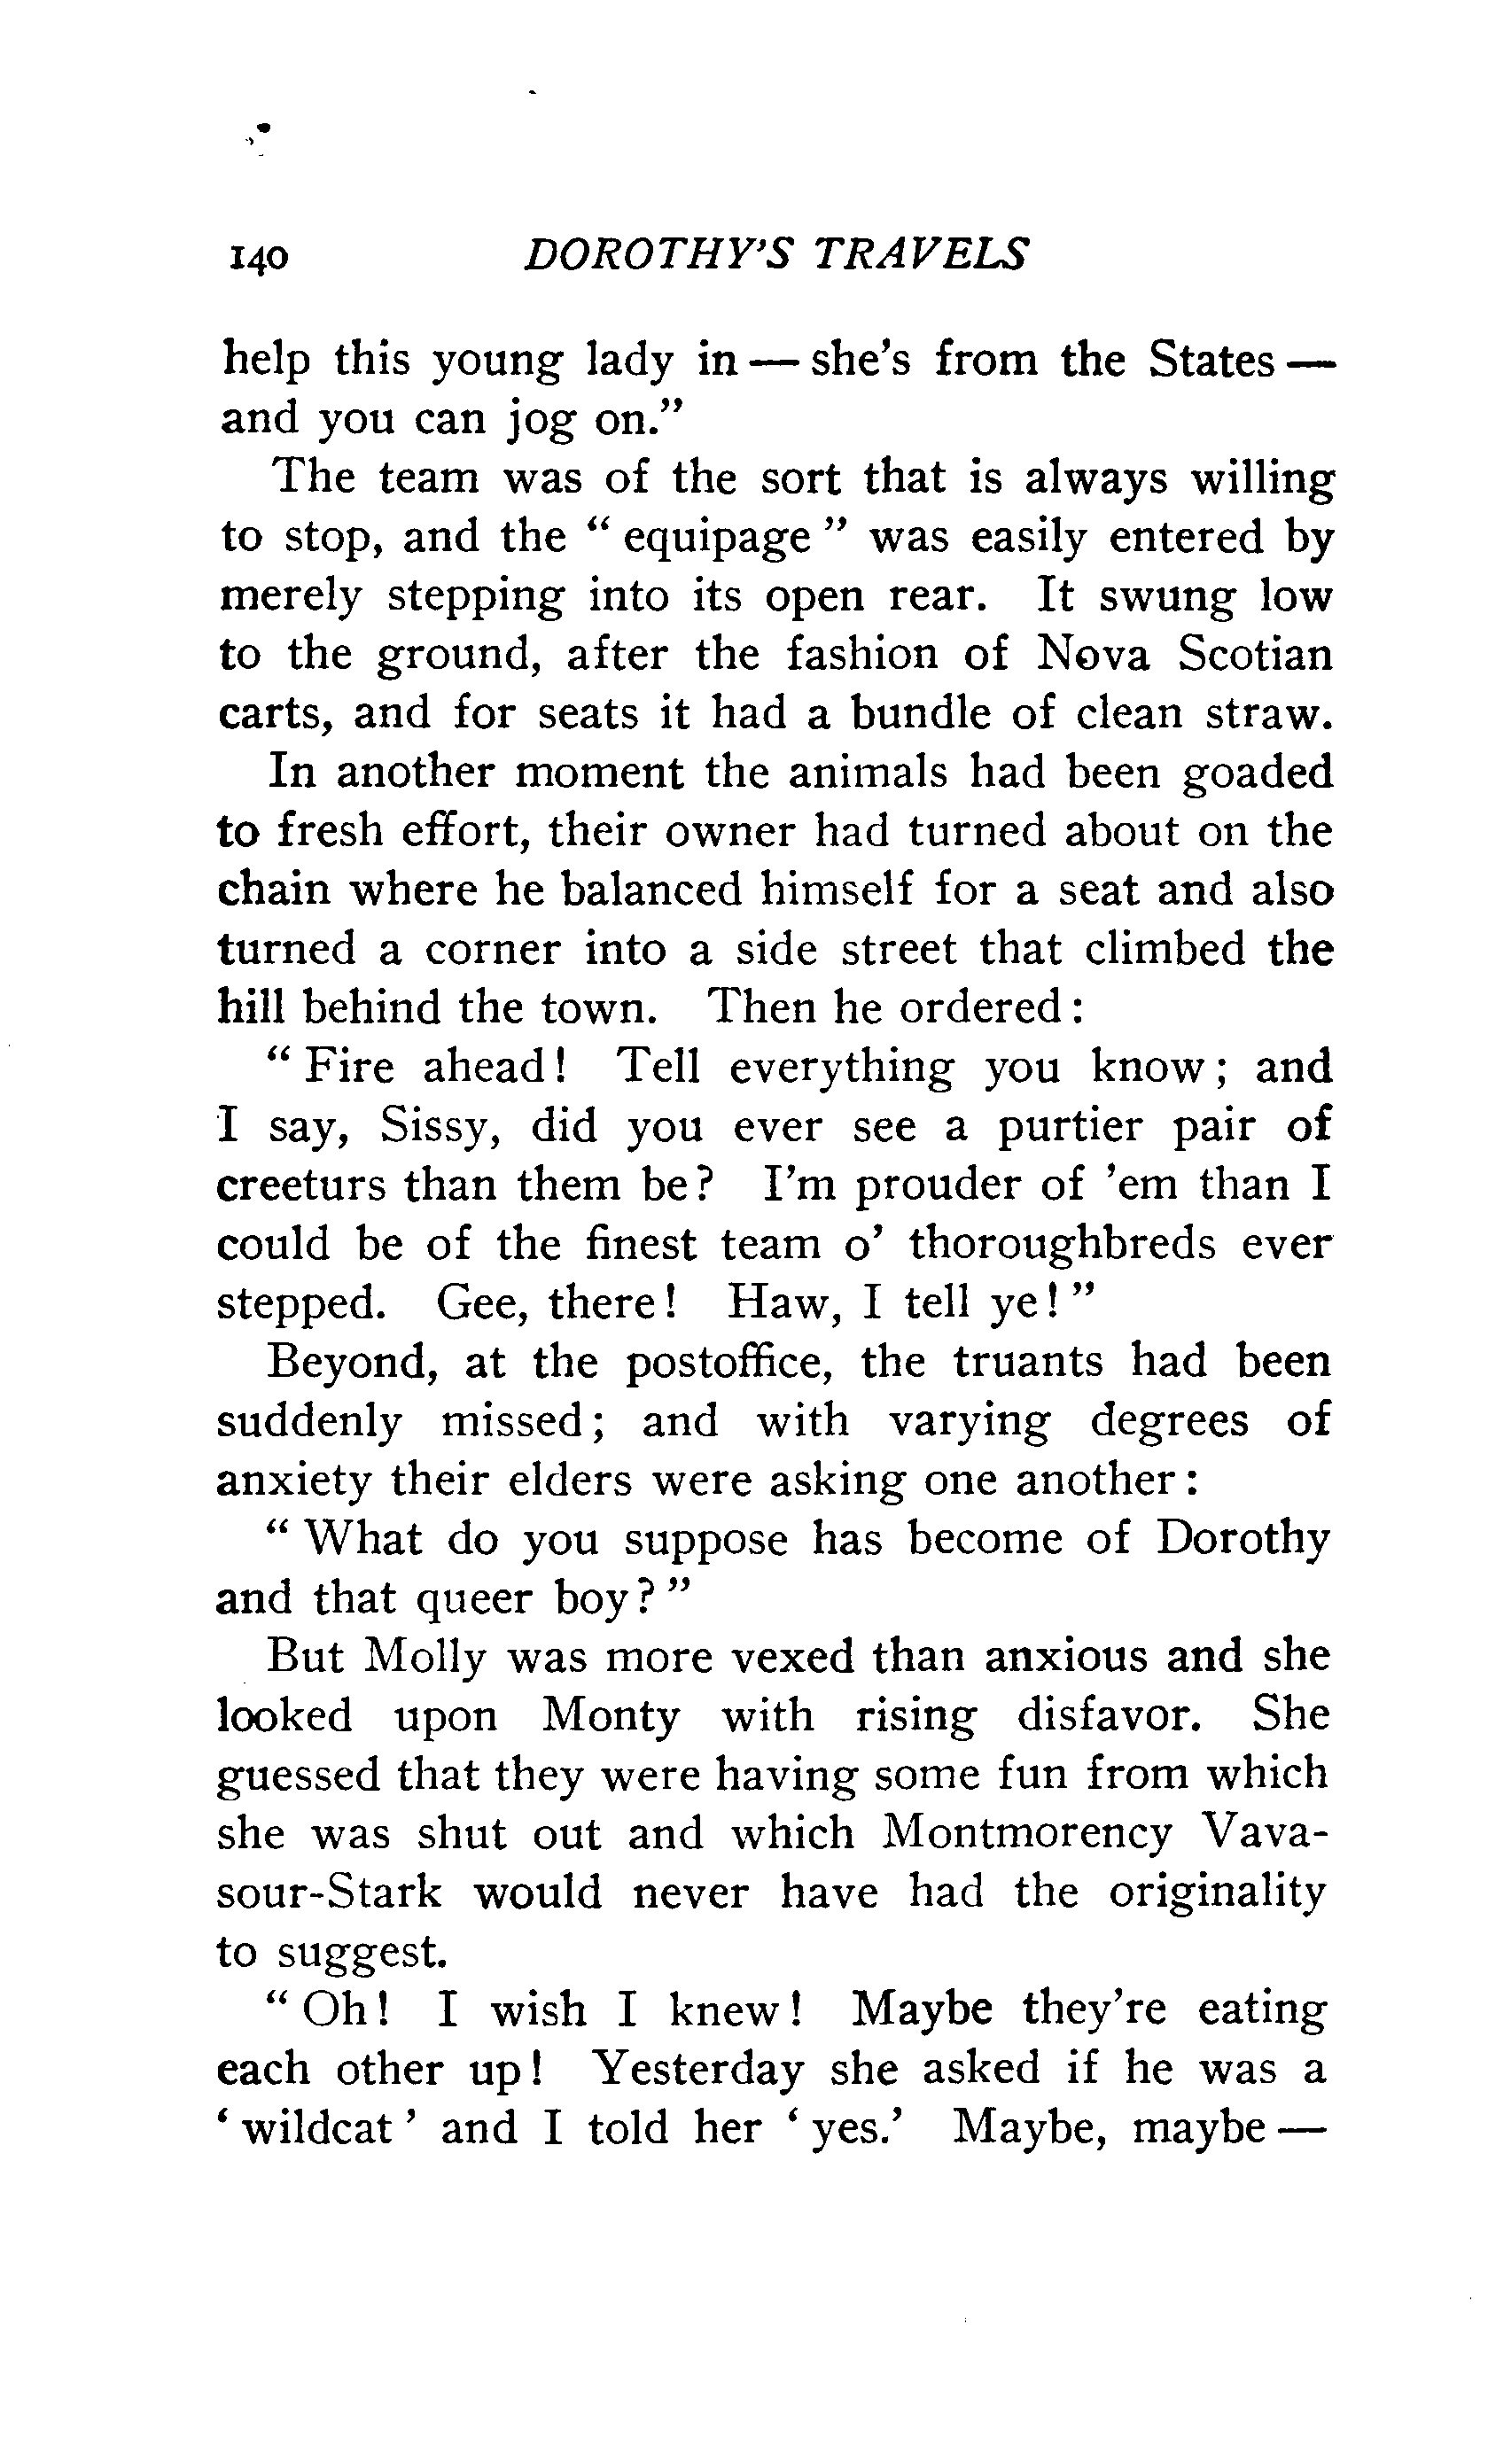 140 DOROTHY'S TRAVELS
help this young lady in — she's from the States —
and you can jog on."
The team was of the sort that is always willing
to stop, and the " equipage " was easily entered by
merely stepping into its open rear. It swung low
to the ground, after the fashion of Nova Scotian
carts, and for seats it had a bundle of clean straw.
In another moment the animals had been goaded
to fresh effort, their owner had turned about on the
chain where he balanced himself for a seat and also
turned a corner into a side street that climbed the
hill behind the town. Then he ordered :
" Fire ahead ! Tell everything you know ; and
I say, Sissy, did you ever see a purtier pair of
creeturs than them be ? I'm prouder of 'em than I
could be of the finest team o' thoroughbreds ever
stepped. Gee, there ! Haw, I tell ye ! "
Beyond, at the postoffice, the truants had been
suddenly missed ; and with varying degrees of
anxiety their elders were asking one another :
" What do you suppose has become of Dorothy
and that queer boy ? "
But Molly was more vexed than anxious and she
looked upon Monty with rising disfavor. She
guessed that they were having some fun from which
she was shut out and which Montmorency Vava-
sour-Stark would never have had the originality
to suggest.
" Oh ! I wish I knew ! Maybe they're eating
each other up ! Yesterday she asked if he was a
' wildcat ' and I told her ' yes.' Maybe, maybe —